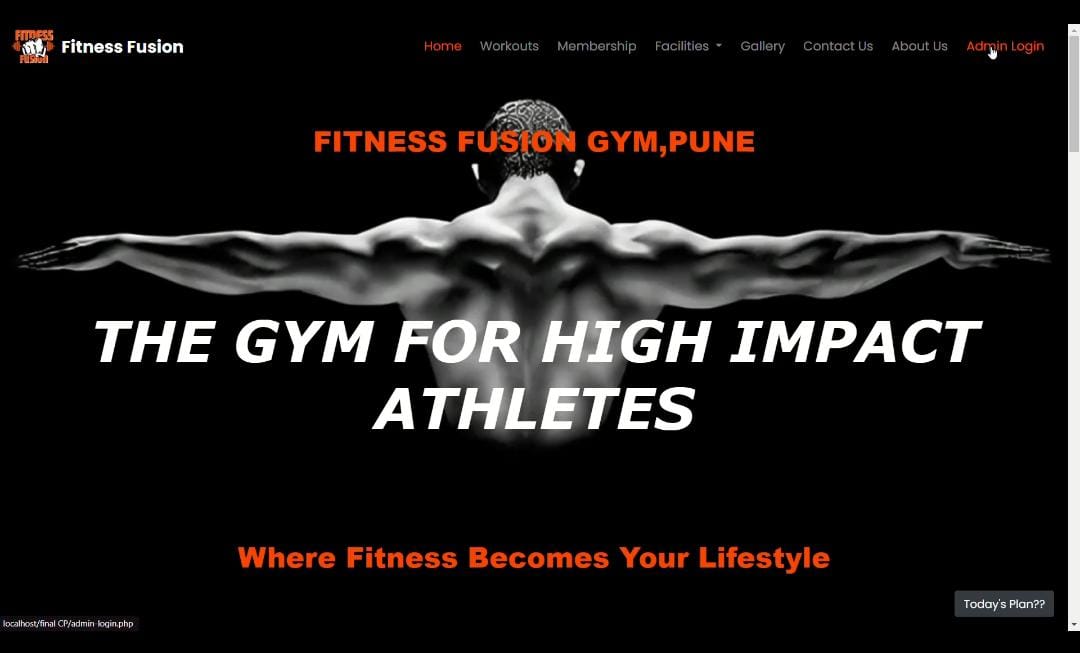 FITNESS
FUSION
Fitness Fusion
Home
Workouts
Membership
Facilities
Gallery
Contact Us
About Us
Admin Login
FITNESS FUSION GYM,PUNE
THE GYM FOR HIGH IMPACT
ATHLETES
Where Fitness Becomes Your Lifestyle
Today's Plan??
localhost/final CP/admin-login.php